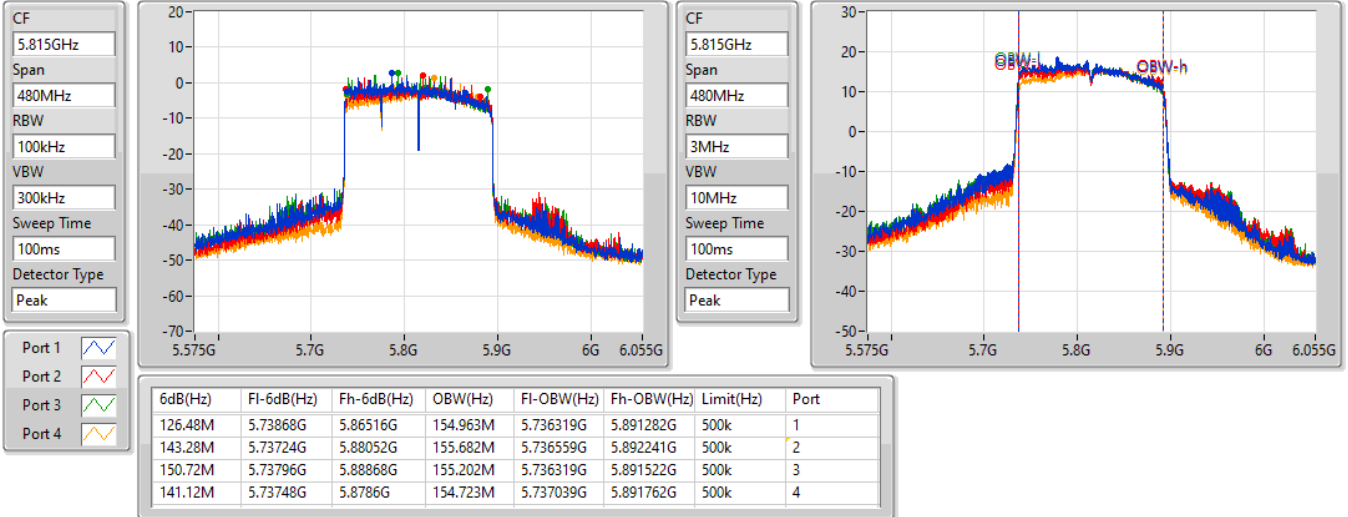 CF
5.815GHz
Span
480MHz
RBW
100kHz
VBW
300kHz
Sweep Time
100ms
Detector Type
Peak
20
10
0
-10
-20
-30
-40
-50
-60
-70
5.575G 5.7G 5.8G 5.9G 6G 6.055G
CF
5.815GHz
Span
480MHz
RBW
3MHz
VBW
10MHz
Sweep Time
100ms
Detector Type
Peak
30
20
10
0
-10
-20
-30
-40
-50
OBW-l OBW-h
5.575G 5.7G 5.8G 5.9G 6G 6.055G
Port 1
Port 2
Port 3
Port 4
6dB(Hz) Fl-6dB(Hz) Fh-6dB(Hz) OBW(Hz) Fl-OBW(Hz) Fh-OBW(Hz) Limit(Hz) Port
126.48M 5.73868G 5.86516G 154.963M 5.736319G 5.891282G 500k 1
143.28M 5.73724G 5.88052G 155.682M 5.736559G 5.892241G 500k 2
150.72M 5.73796G 5.88868G 155.202M 5.736319G 5.891522G 500k 3
141.12M 5.73748G 5.8786G 154.723M 5.737039G 5.891762G 500k 4